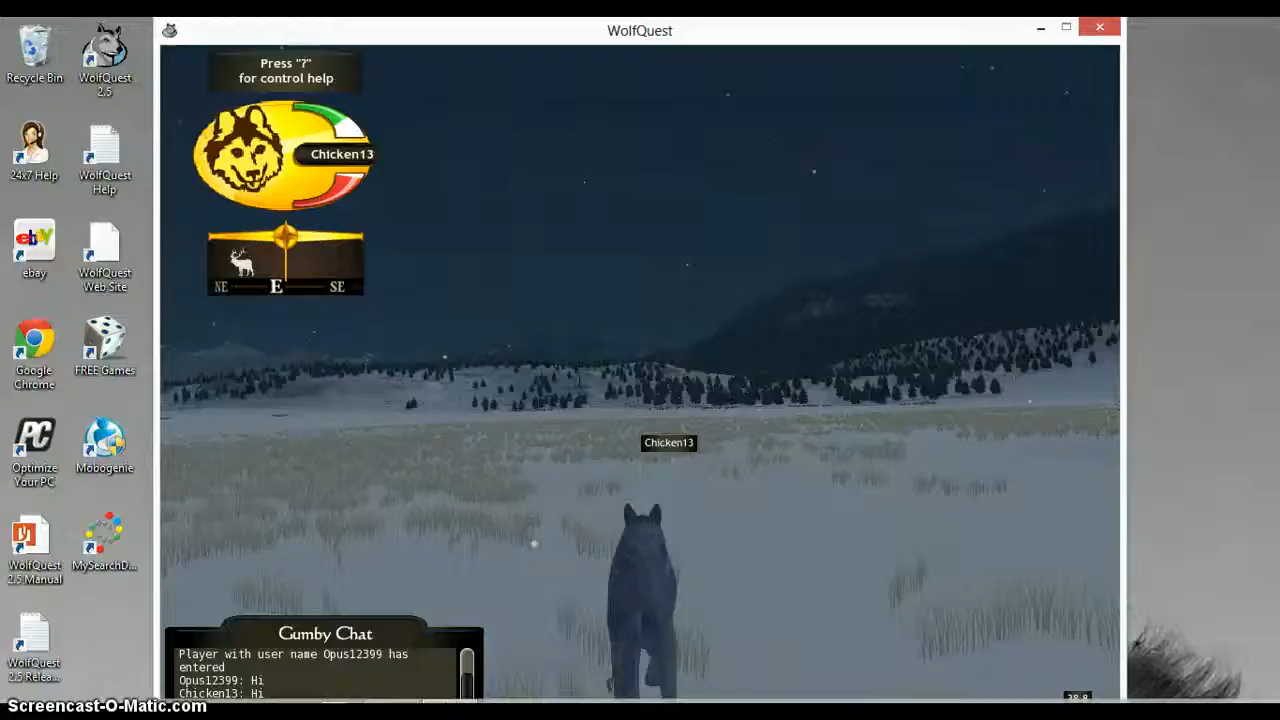 WolfQuest
Recycle Bin
WolfQuest
2.5
24x7 Help
WolfQuest
Help
ebay
ebay
WolfQuest
Web Site
Google
Chrome
FREE Games
PC
Optimize
Your PC
Mobogenie
WolfQuest
2.5 Manual
MySearchD...
WolfQuest
2.5 Relea...
Press "?"
for control help
Chicken13
NE E SE
Chicken13
Gumby Chat
Player with user name Opus12399 has
entered
Opus12399: Hi
Chicken13: Hi
Screencast-O-Matic.com